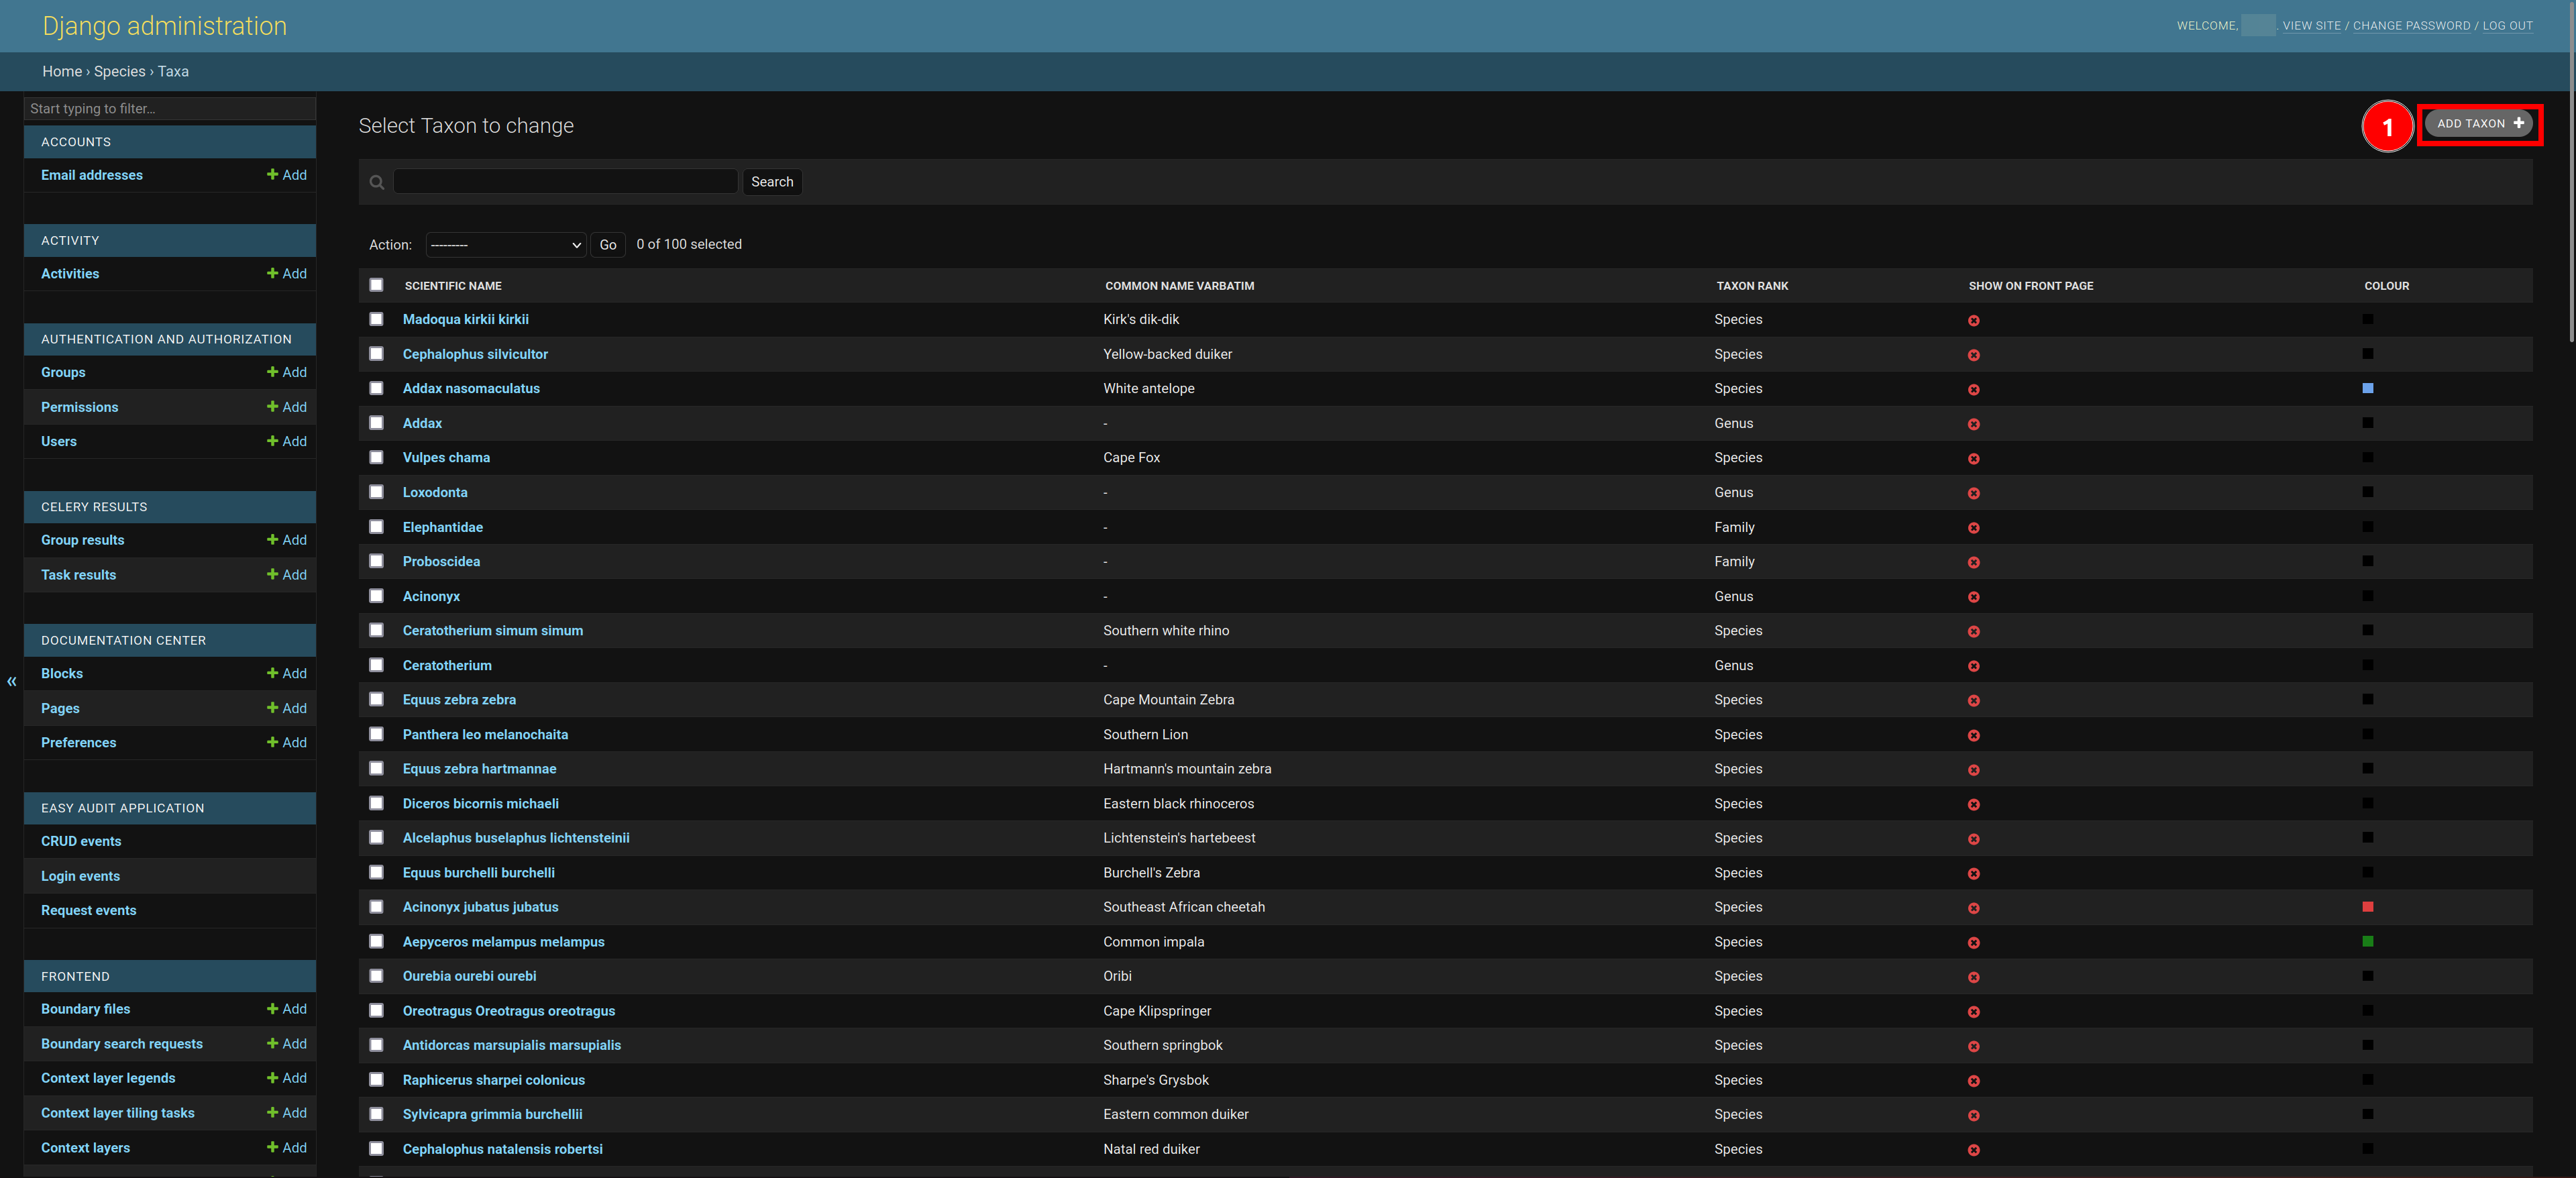 Django administration
WELCOME, . VIEW SITE / CHANGE PASSWORD / LOG OUT
Home › Species › Taxa
Start typing to filter...
ACCOUNTS
Email addresses + Add
ACTIVITY
Activities + Add
AUTHENTICATION AND AUTHORIZATION
Groups + Add
Permissions + Add
Users + Add
CELERY RESULTS
Group results + Add
Task results + Add
DOCUMENTATION CENTER
Blocks + Add
Pages + Add
Preferences + Add
EASY AUDIT APPLICATION
CRUD events
Login events
Request events
FRONTEND
Boundary files + Add
Boundary search requests + Add
Context layer legends + Add
Context layer tiling tasks + Add
Context layers + Add
«
Select Taxon to change
1
ADD TAXON +
Search
Action: --------- Go 0 of 100 selected
SCIENTIFIC NAME COMMON NAME VARBATIM TAXON RANK SHOW ON FRONT PAGE COLOUR
Madoqua kirkii kirkii Kirk's dik-dik Species
Cephalophus silvicultor Yellow-backed duiker Species
Addax nasomaculatus White antelope Species
Addax - Genus
Vulpes chama Cape Fox Species
Loxodonta - Genus
Elephantidae - Family
Proboscidea - Family
Acinonyx - Genus
Ceratotherium simum simum Southern white rhino Species
Ceratotherium - Genus
Equus zebra zebra Cape Mountain Zebra Species
Panthera leo melanochaita Southern Lion Species
Equus zebra hartmannae Hartmann's mountain zebra Species
Diceros bicornis michaeli Eastern black rhinoceros Species
Alcelaphus buselaphus lichtensteinii Lichtenstein's hartebeest Species
Equus burchelli burchelli Burchell's Zebra Species
Acinonyx jubatus jubatus Southeast African cheetah Species
Aepyceros melampus melampus Common impala Species
Ourebia ourebi ourebi Oribi Species
Oreotragus Oreotragus oreotragus Cape Klipspringer Species
Antidorcas marsupialis marsupialis Southern springbok Species
Raphicerus sharpei colonicus Sharpe's Grysbok Species
Sylvicapra grimmia burchellii Eastern common duiker Species
Cephalophus natalensis robertsi Natal red duiker Species